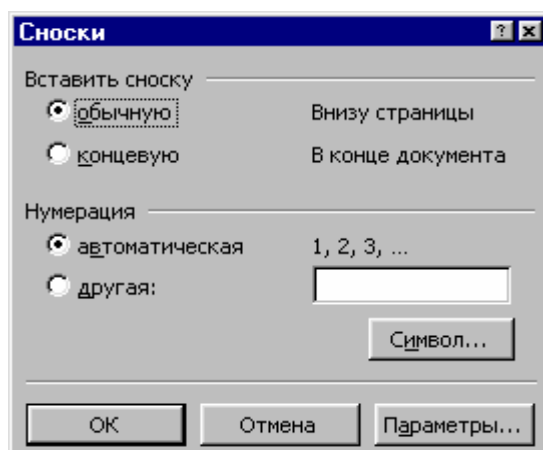 Сноски
Вставить сноску
обычную Внизу страницы
концевую В конце документа
Нумерация
автоматическая 1, 2, 3, ...
другая:
Символ...
ОК Отмена Параметры...